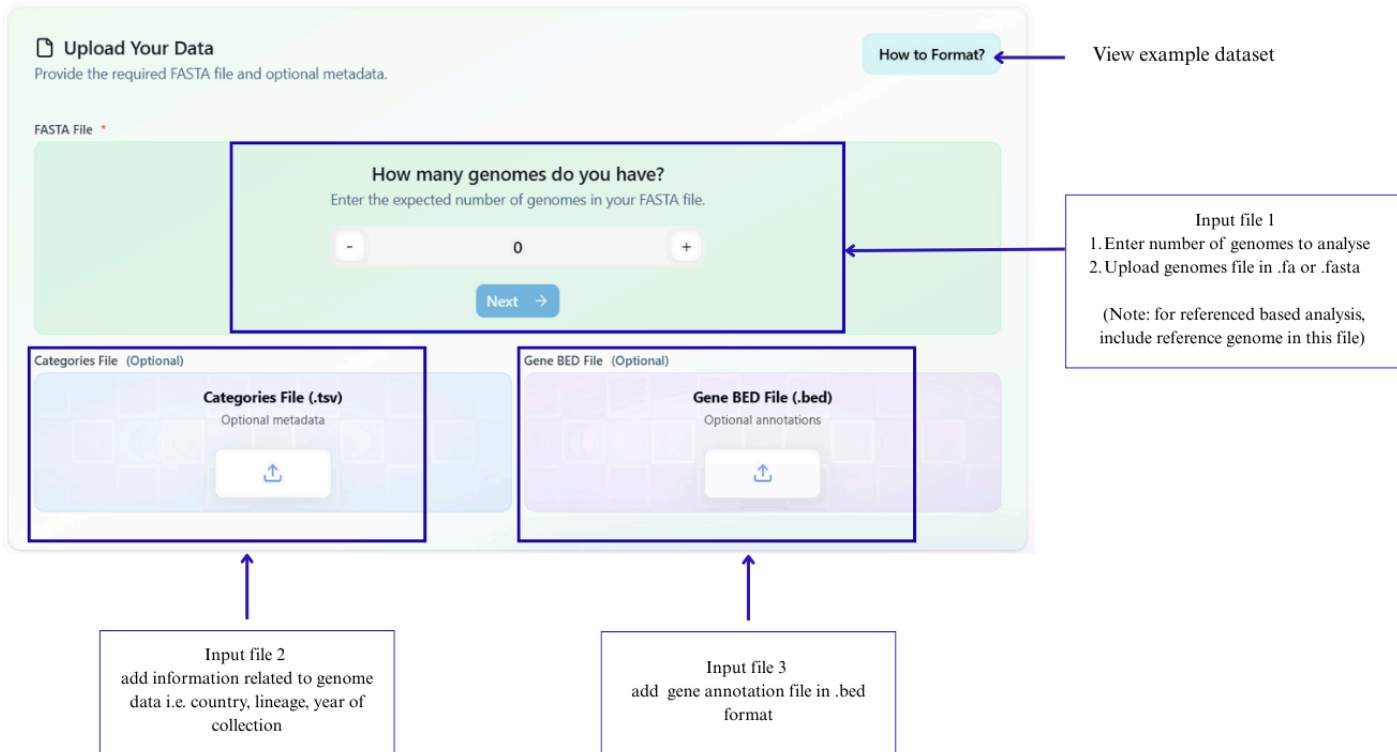 Upload Your Data
Provide the required FASTA file and optional metadata.
How to Format?
View example dataset
FASTA File *
How many genomes do you have?
Enter the expected number of genomes in your FASTA file.
- 0 +
Next →
Input file 1
1. Enter number of genomes to analyse
2. Upload genomes file in .fa or .fasta
(Note: for referenced based analysis,
include reference genome in this file)
Categories File (Optional)
Categories File (.tsv)
Optional metadata
Gene BED File (Optional)
Gene BED File (.bed)
Optional annotations
Input file 2
add information related to genome
data i.e. country, lineage, year of
collection
Input file 3
add gene annotation file in .bed
format